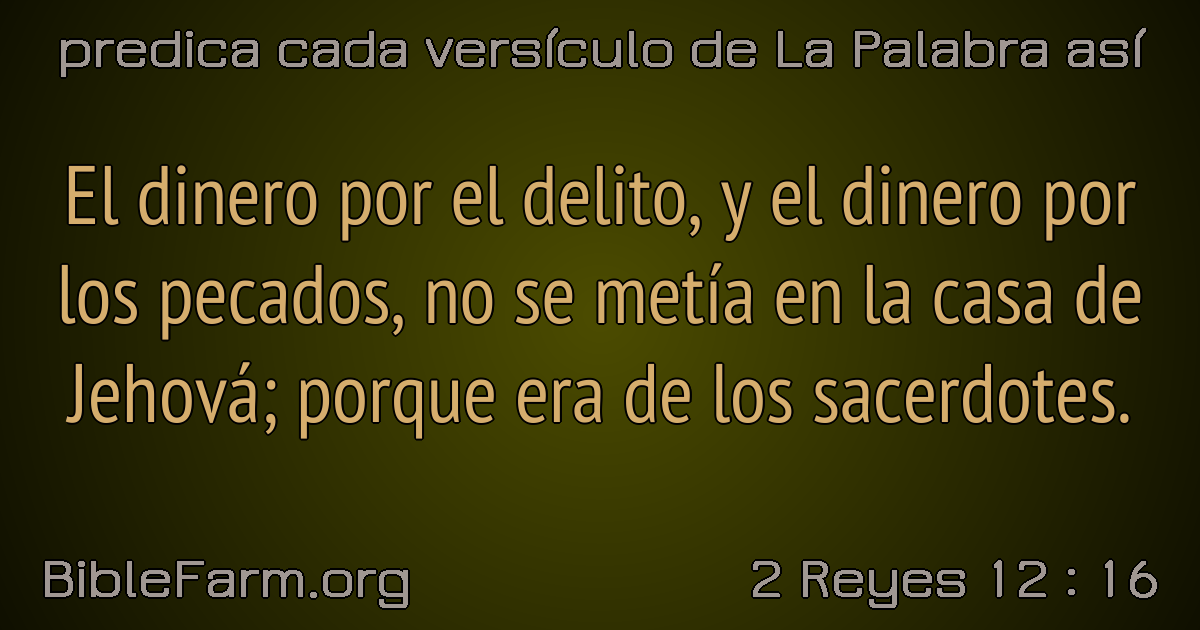 predica cada versículo de La Palabra así
El dinero por el delito, y el dinero por
los pecados, no se metía en la casa de
Jehová; porque era de los sacerdotes.
BibleFarm.org
2 Reyes 12 : 16